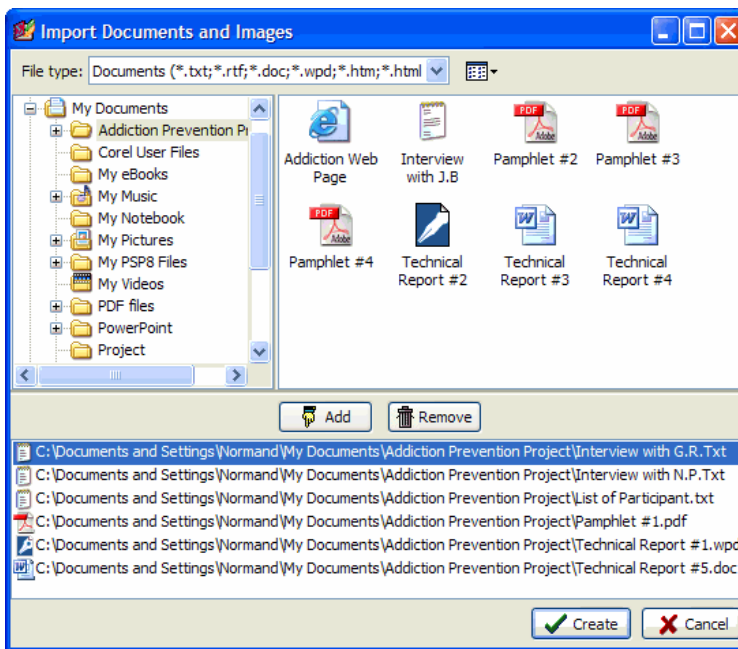 Import Documents and Images
File type: Documents (*.txt;*.rtf;*.doc;*.wpd;*.htm;*.html
My Documents
Addiction Prevention Pr
Corel User Files
My eBooks
My Music
My Notebook
My Pictures
My PSP8 Files
My Videos
PDF files
PowerPoint
Project
Addiction Web
Page
Interview
with J.B
PDF
Adobe
Pamphlet #2
PDF
Adobe
Pamphlet #3
PDF
Adobe
Pamphlet #4
Technical
Report #2
Technical
Report #3
Technical
Report #4
Add
Remove
C:\Documents and Settings\Normand\My Documents\Addiction Prevention Project\Interview with G.R.Txt
C:\Documents and Settings\Normand\My Documents\Addiction Prevention Project\Interview with N.P.Txt
C:\Documents and Settings\Normand\My Documents\Addiction Prevention Project\List of Participant.txt
C:\Documents and Settings\Normand\My Documents\Addiction Prevention Project\Pamphlet #1.pdf
C:\Documents and Settings\Normand\My Documents\Addiction Prevention Project\Technical Report #1.wpd
C:\Documents and Settings\Normand\My Documents\Addiction Prevention Project\Technical Report #5.doc
Create
Cancel